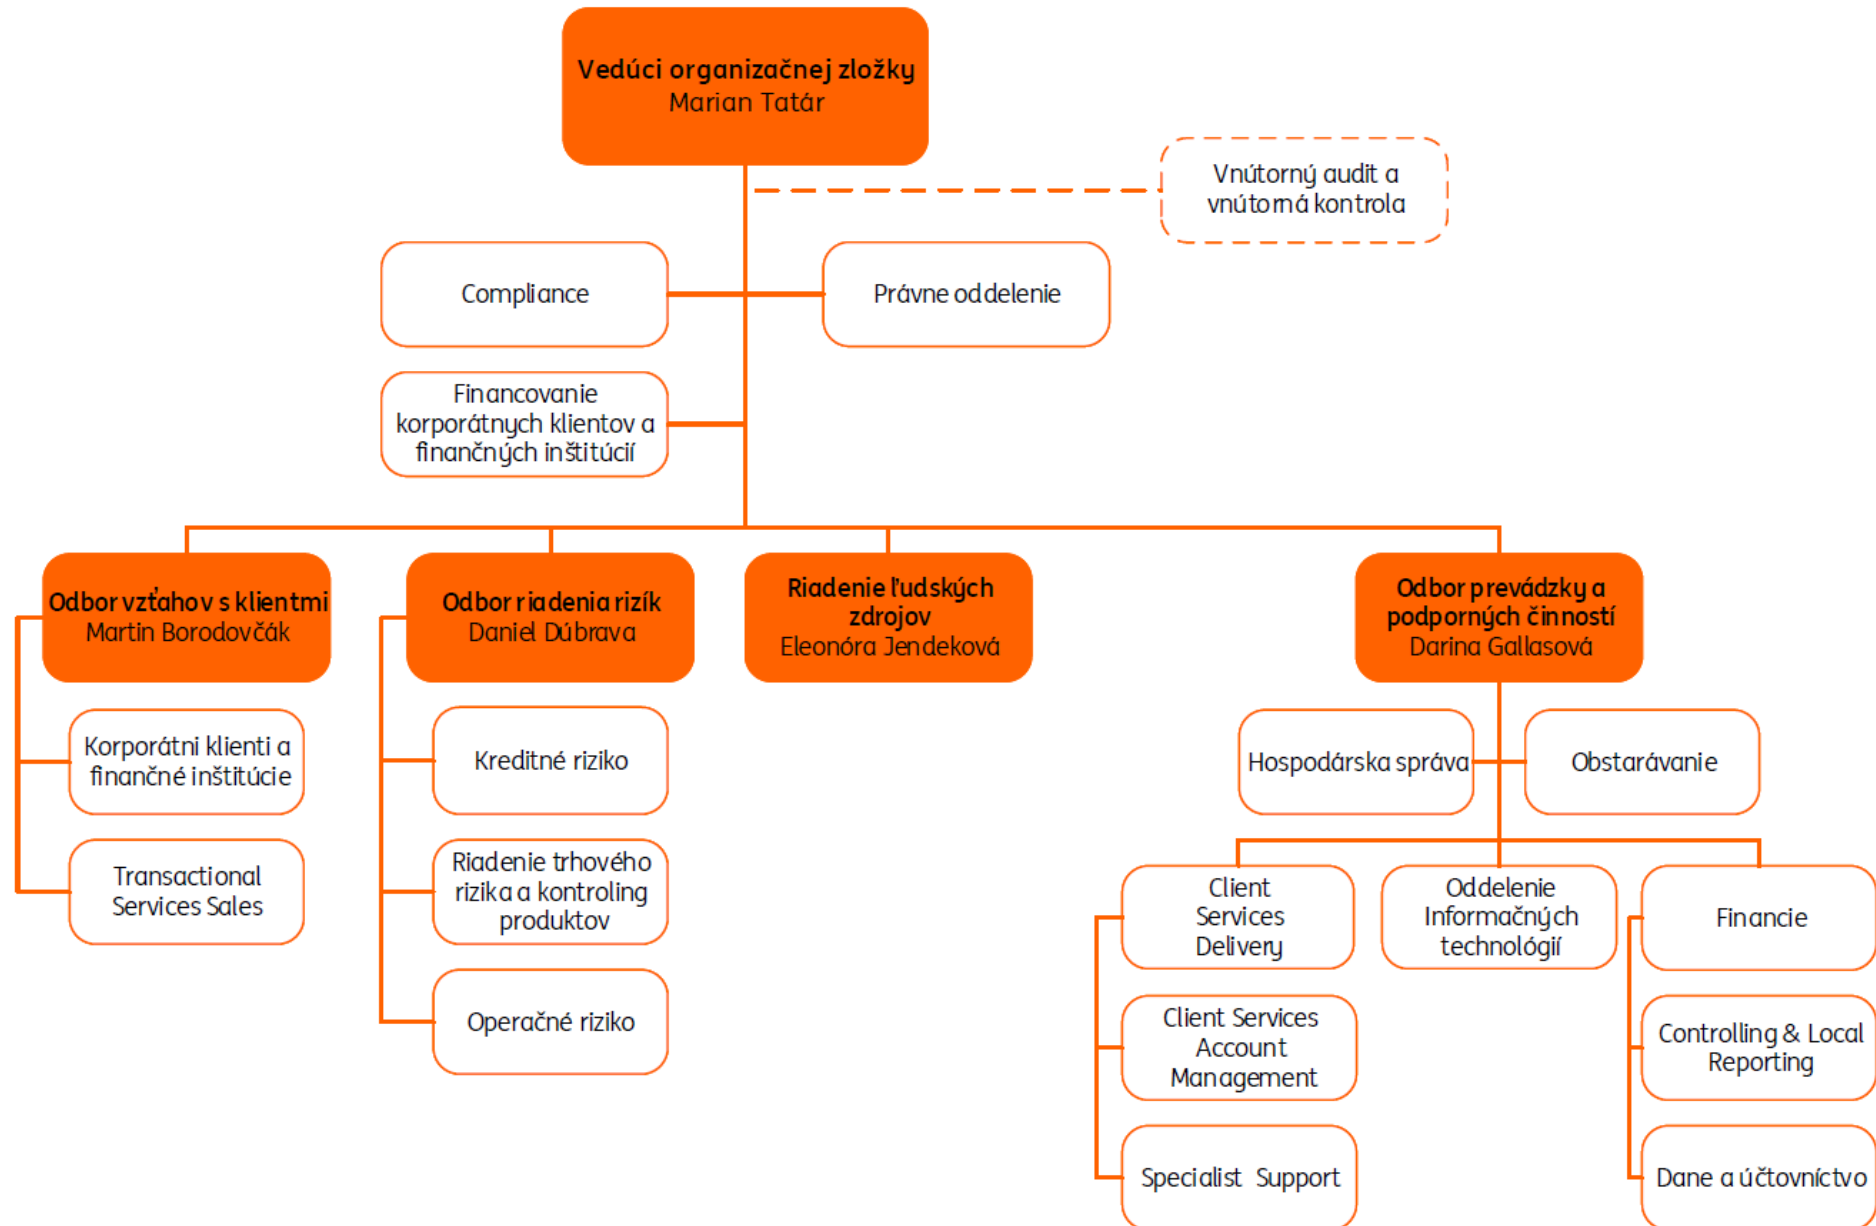 Vedúci organizačnej zložky
Marian Tatár
Vnútorný audit a
vnútorná kontrola
Compliance
Právne oddelenie
Financovanie
korporátnych klientov a
finančných inštitúcií
Odbor vzťahov s klientmi
Martin Borodovčák
Odbor riadenia rizík
Daniel Dúbrava
Riadenie ľudských
zdrojov
Eleonóra Jendeková
Odbor prevádzky a
podporných činností
Darina Gallasová
Korporátni klienti a
finančné inštitúcie
Transactional
Services Sales
Kreditné riziko
Riadenie trhového
rizika a kontroling
produktov
Operačné riziko
Hospodárska správa
Obstarávanie
Client
Services
Delivery
Oddelenie
Informačných
technológií
Financie
Client Services
Account
Management
Controlling & Local
Reporting
Specialist Support
Dane a účtovníctvo